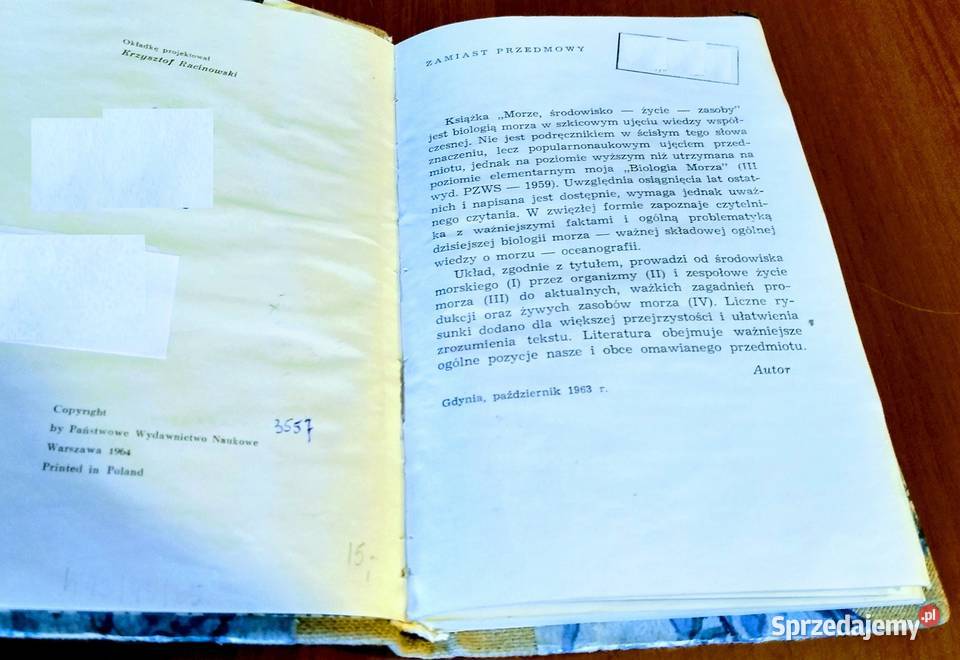 Okładkę projektował
Krzysztof Racinowski
Copyright
by Państwowe Wydawnictwo Naukowe
Warszawa 1964
Printed in Poland
3557
15,-
ZAMIAST PRZEDMOWY
Książka „Morze, środowisko — życie — zasoby"
jest biologią morza w szkicowym ujęciu wiedzy współ-
czesnej. Nie jest podręcznikiem w ścisłym tego słowa
znaczeniu, lecz popularnonaukowym ujęciem przed-
miotu, jednak na poziomie wyższym niż utrzymana na
poziomie elementarnym moja „Biologia Morza" (III
wyd. PZWS — 1959). Uwzględnia osiągnięcia lat ostat-
nich i napisana jest dostępnie, wymaga jednak uważ-
nego czytania. W zwięzłej formie zapoznaje czytelni-
ka z ważniejszymi faktami i ogólną problematyką
dzisiejszej biologii morza — ważnej składowej ogólnej
wiedzy o morzu — oceanografii.
Układ, zgodnie z tytułem, prowadzi od środowiska
morskiego (I) przez organizmy (II) i zespołowe życie
morza (III) do aktualnych, ważkich zagadnień pro-
dukcji oraz żywych zasobów morza (IV). Liczne ry-
sunki dodano dla większej przejrzystości i ułatwienia
zrozumienia tekstu. Literatura obejmuje ważniejsze
ogólne pozycje nasze i obce omawianego przedmiotu.
Autor
Gdynia, październik 1963 r.
Sprzedajemy.pl